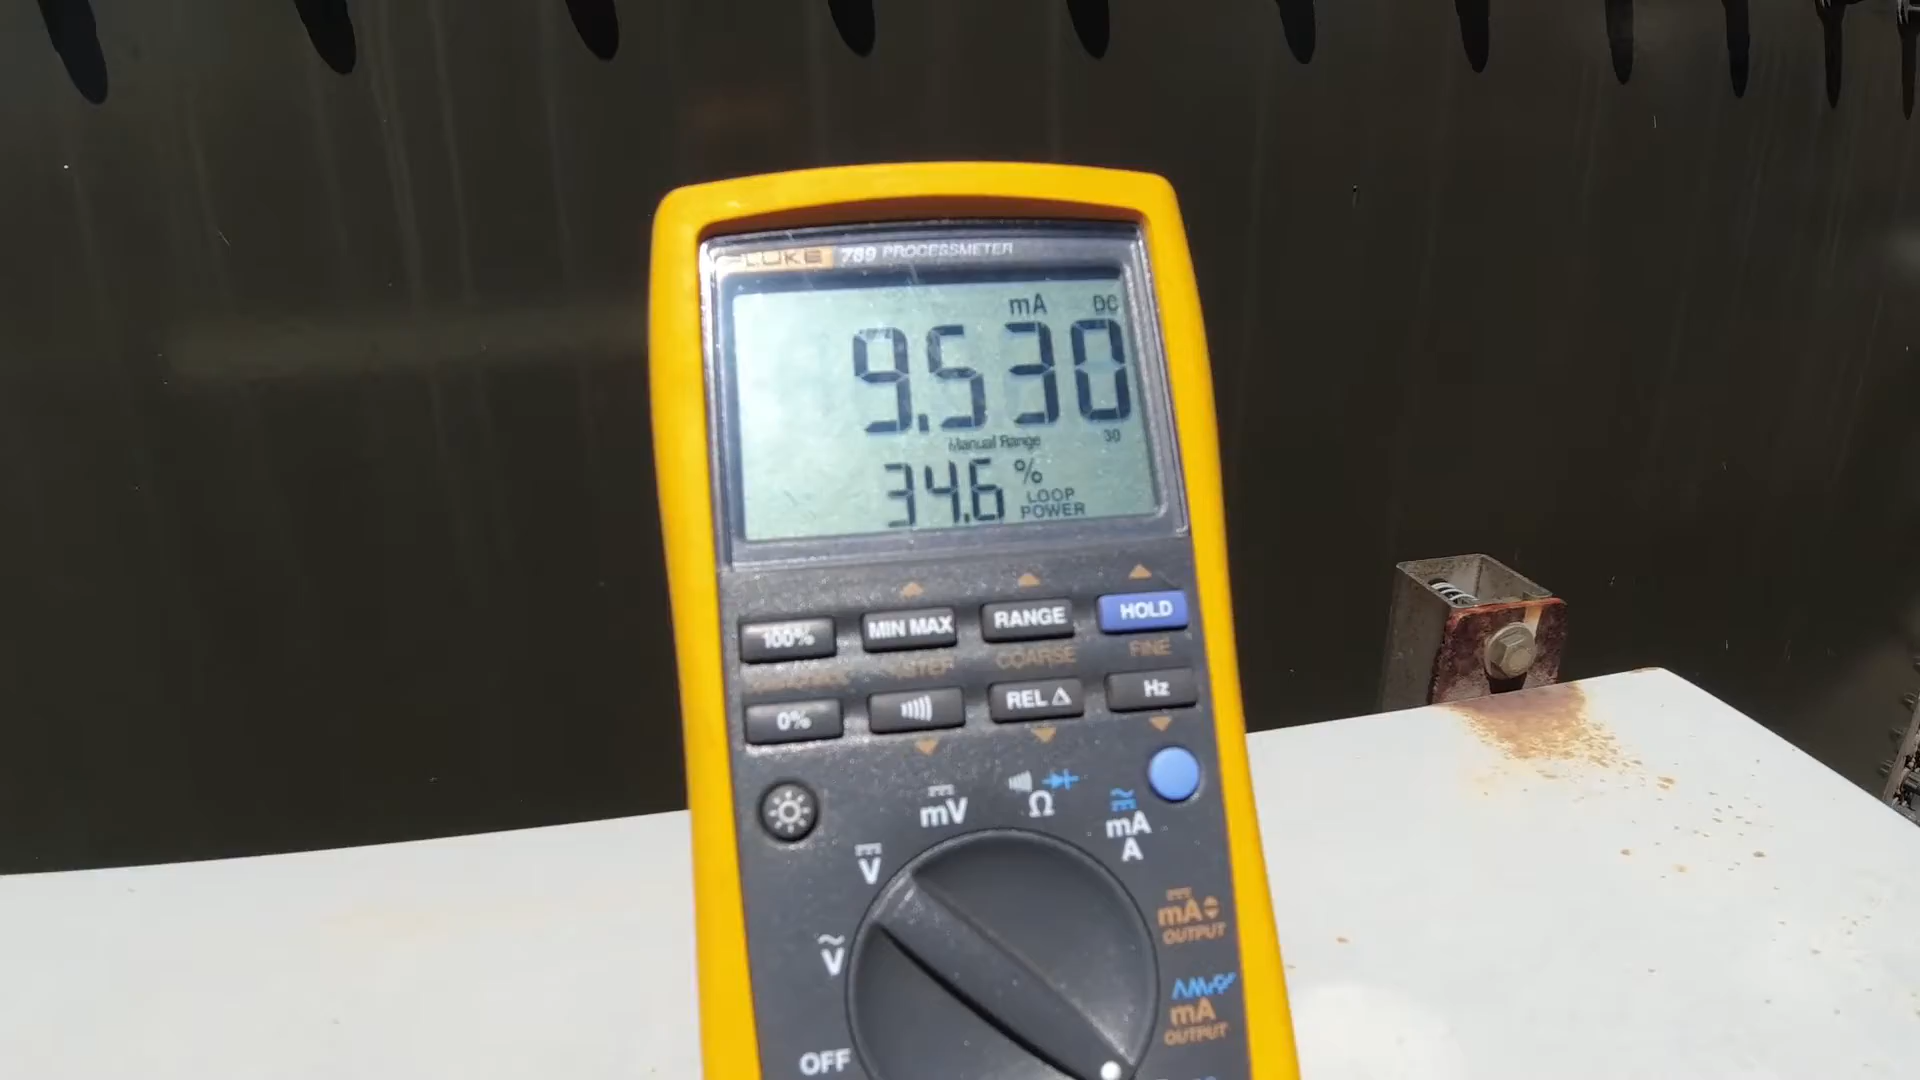 FLUKE 789 PROCESSMETER
mA DC
9.530
Manual Range 30
34.6 %
LOOP
POWER
100% MIN MAX RANGE HOLD
STEP COARSE FINE
0% REL Δ Hz
mV Ω mA
A
V
mA
OUTPUT
V
mA
OUTPUT
OFF